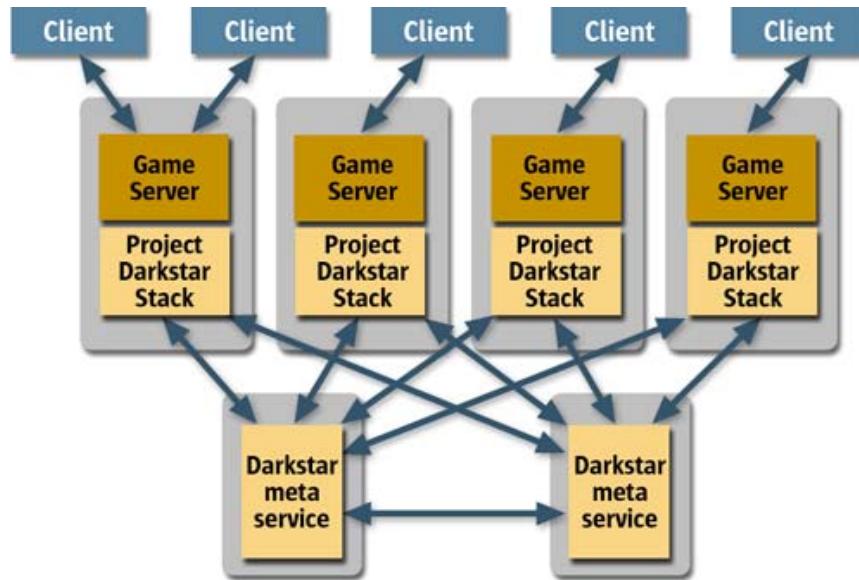 Client
Client
Client
Client
Client
Game
Server
Game
Server
Game
Server
Game
Server
Project
Darkstar
Stack
Project
Darkstar
Stack
Project
Darkstar
Stack
Project
Darkstar
Stack
Darkstar
meta
service
Darkstar
meta
service